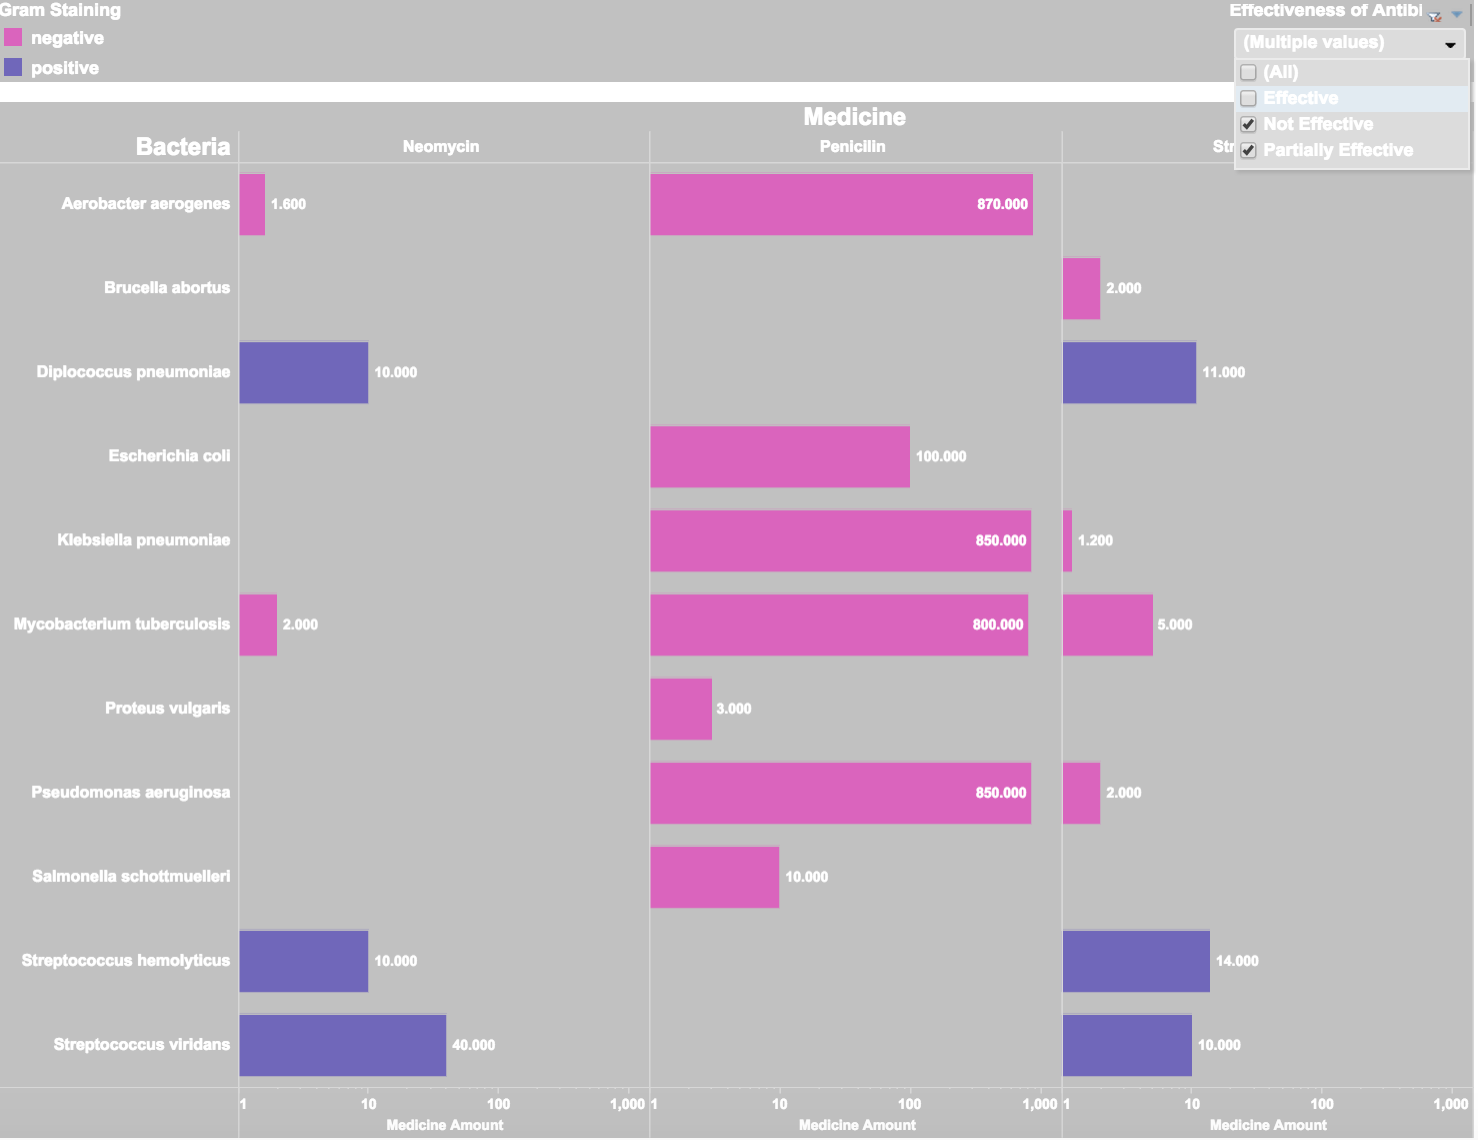 Gram Staining
negative
positive
Effectiveness of Antibi
(Multiple values)
(All)
Effective
Not Effective
Partially Effective
Medicine
Bacteria
Neomycin
Penicilin
Str
Aerobacter aerogenes
1.600
870.000
Brucella abortus
2.000
Diplococcus pneumoniae
10.000
11.000
Escherichia coli
100.000
Klebsiella pneumoniae
850.000
1.200
Mycobacterium tuberculosis
2.000
800.000
5.000
Proteus vulgaris
3.000
Pseudomonas aeruginosa
850.000
2.000
Salmonella schottmuelleri
10.000
Streptococcus hemolyticus
10.000
14.000
Streptococcus viridans
40.000
10.000
1 10 100 1,000
1 10 100 1,000
1 10 100 1,000
Medicine Amount
Medicine Amount
Medicine Amount